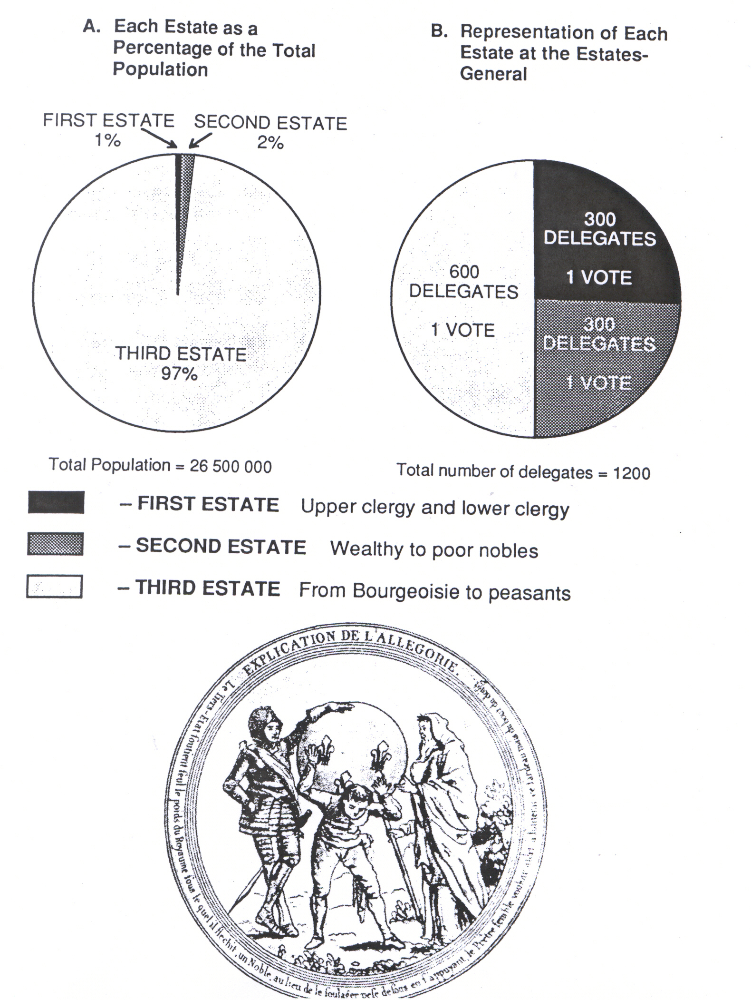 A. Each Estate as a
Percentage of the Total
Population
B. Representation of Each
Estate at the Estates-
General
FIRST ESTATE
1%
SECOND ESTATE
2%
THIRD ESTATE
97%
300
DELEGATES
1 VOTE
600
DELEGATES
1 VOTE
300
DELEGATES
1 VOTE
Total Population = 26 500 000
Total number of delegates = 1200
– FIRST ESTATE Upper clergy and lower clergy
– SECOND ESTATE Wealthy to poor nobles
– THIRD ESTATE From Bourgeoisie to peasants
EXPLICATION DE L'ALLEGORIE.
Le Tiers-Etat soutient seul le poids du Royaume sous le quel il flechit, un Noble, au lieu de le soulager pese dessus en s'appuyant, le Prêtre semble vouloir